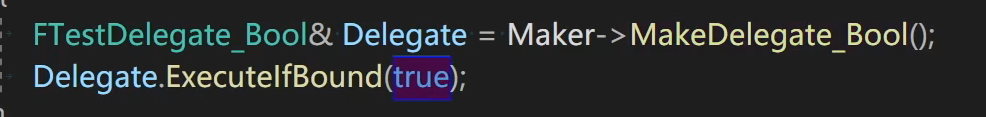 FTestDelegate_Bool& Delegate = Maker->MakeDelegate_Bool();
Delegate.ExecuteIfBound(true);